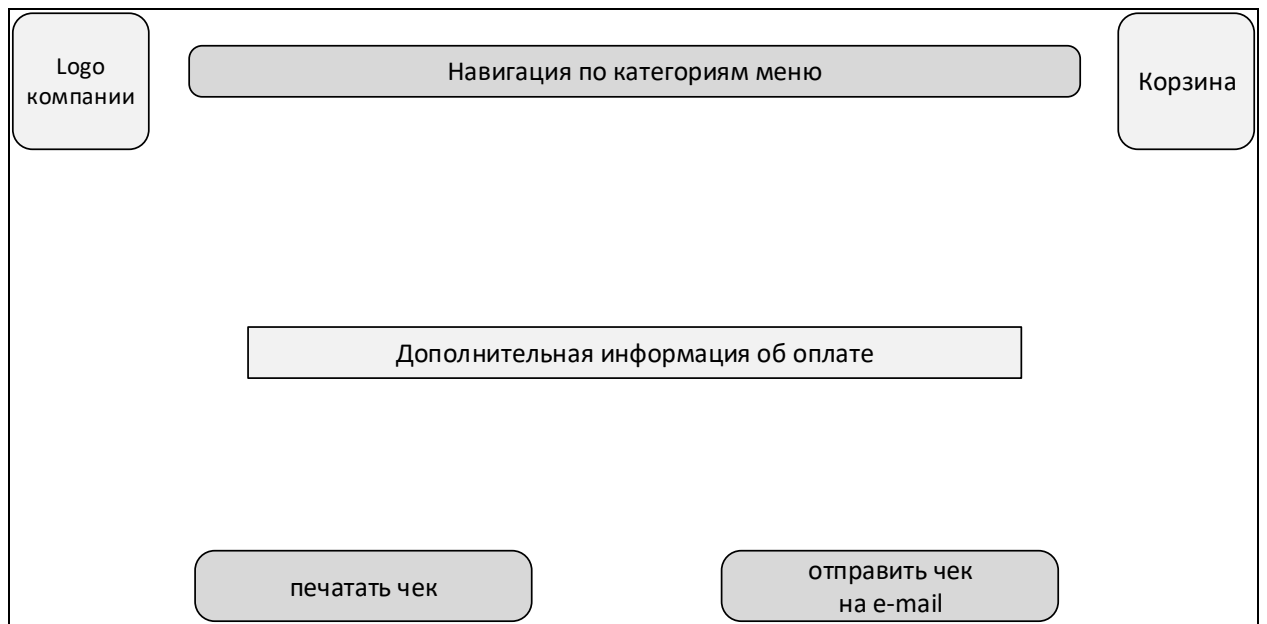 Logo
компании
Навигация по категориям меню
Корзина
Дополнительная информация об оплате
печатать чек
отправить чек
на e-mail